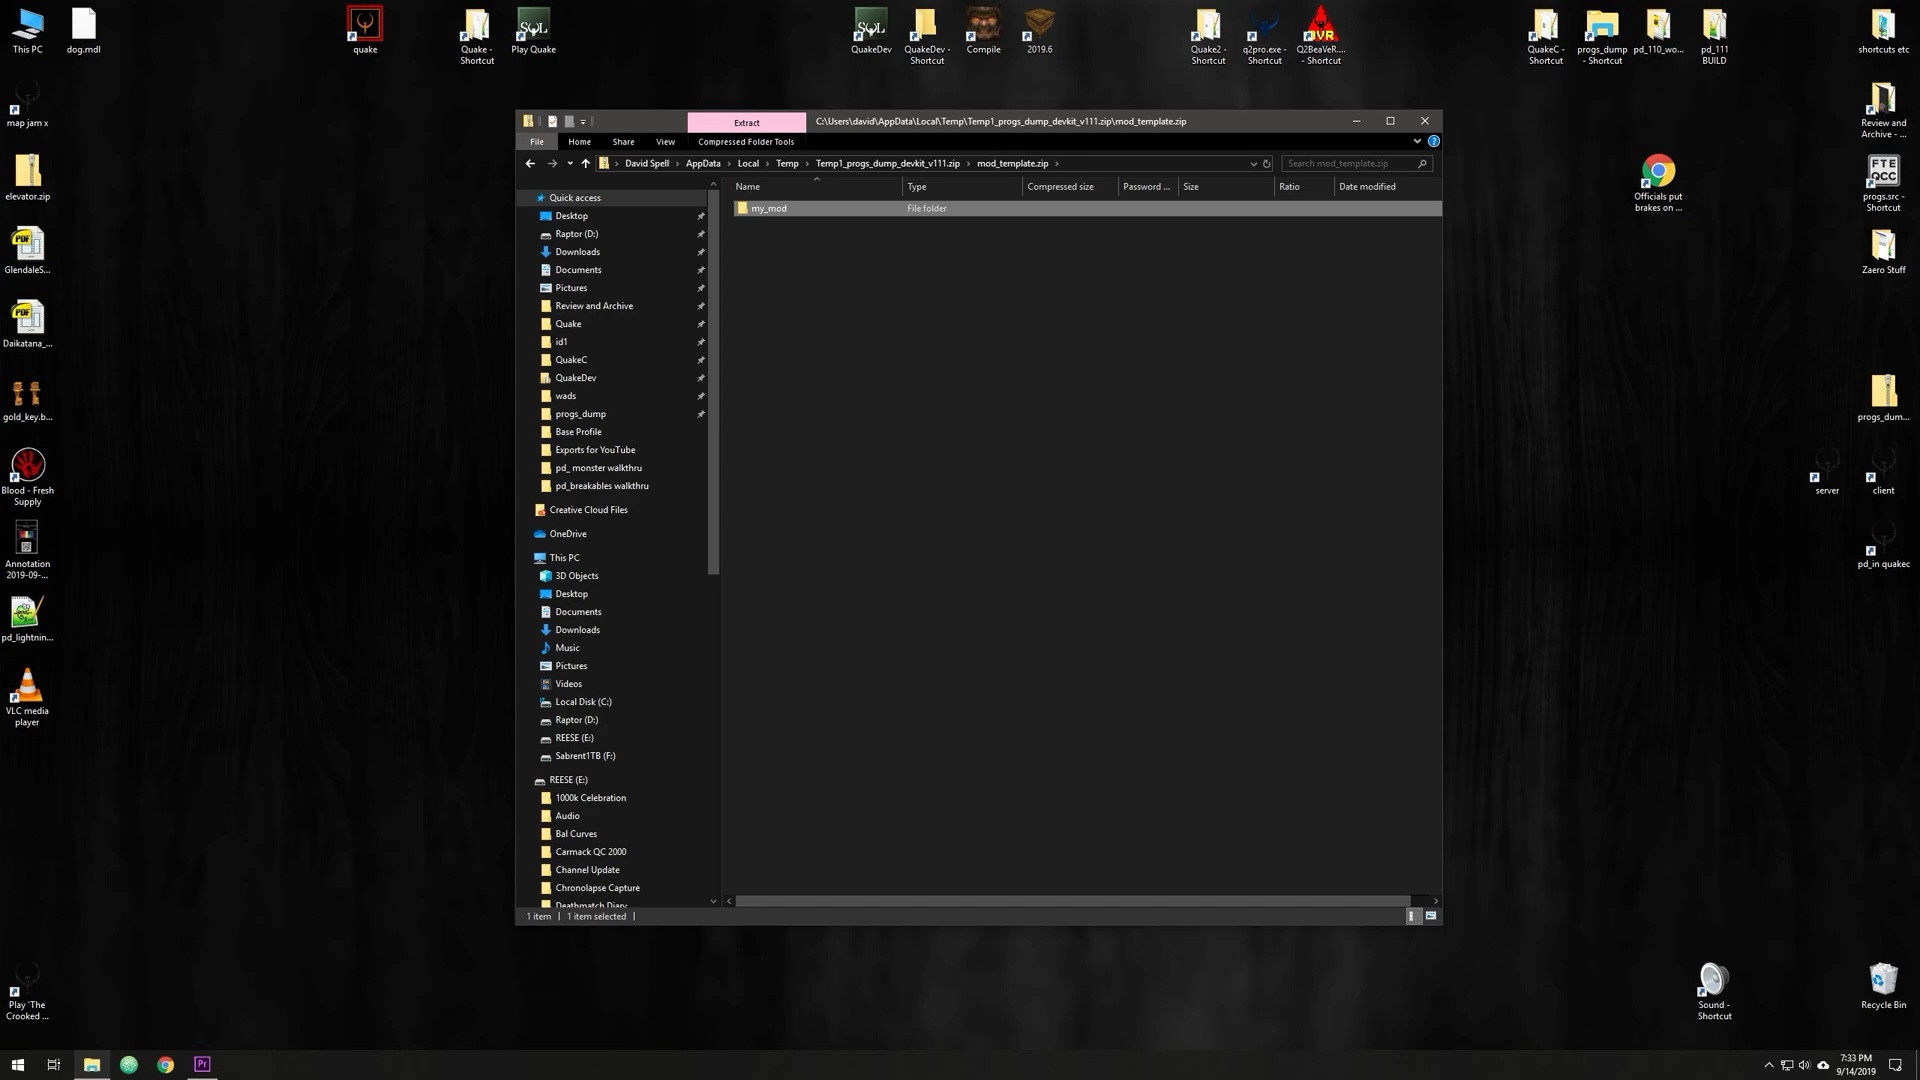 This PC
dog.mdl
quake
Quake -
Shortcut
Play Quake
QuakeDev
QuakeDev -
Shortcut
Compile
2019.6
Quake2 -
Shortcut
q2pro.exe -
Shortcut
Q2BeaVeR....
- Shortcut
QuakeC -
Shortcut
progs_dump
- Shortcut
pd_110_wo...
pd_111
BUILD
shortcuts etc
map jam x
elevator.zip
GlendaleS...
Daikatana_...
gold_key.b...
Blood - Fresh
Supply
Annotation
2019-09-...
pd_lightnin...
VLC media
player
Play 'The
Crooked ...
Extract
C:\Users\david\AppData\Local\Temp\Temp1_progs_dump_devkit_v111.zip\mod_template.zip
File
Home
Share
View
Compressed Folder Tools
David Spell
AppData
Local
Temp
Temp1_progs_dump_devkit_v111.zip
mod_template.zip
Search mod_template.zip
Name
Type
Compressed size
Password ...
Size
Ratio
Date modified
my_mod
File folder
Quick access
Desktop
Raptor (D:)
Downloads
Documents
Pictures
Review and Archive
Quake
id1
QuakeC
QuakeDev
wads
progs_dump
Base Profile
Exports for YouTube
pd_ monster walkthru
pd_breakables walkthru
Creative Cloud Files
OneDrive
This PC
3D Objects
Desktop
Documents
Downloads
Music
Pictures
Videos
Local Disk (C:)
Raptor (D:)
REESE (E:)
Sabrent1TB (F:)
REESE (E:)
1000k Celebration
Audio
Bal Curves
Carmack QC 2000
Channel Update
Chronolapse Capture
Deathmatch Diary
1 item
1 item selected
Officials put
brakes on ...
Review and
Archive - ...
FTE
QCC
progs.src -
Shortcut
Zaero Stuff
progs_dum...
server
client
pd_in quakec
Sound -
Shortcut
Recycle Bin
Pr
7:33 PM
9/14/2019